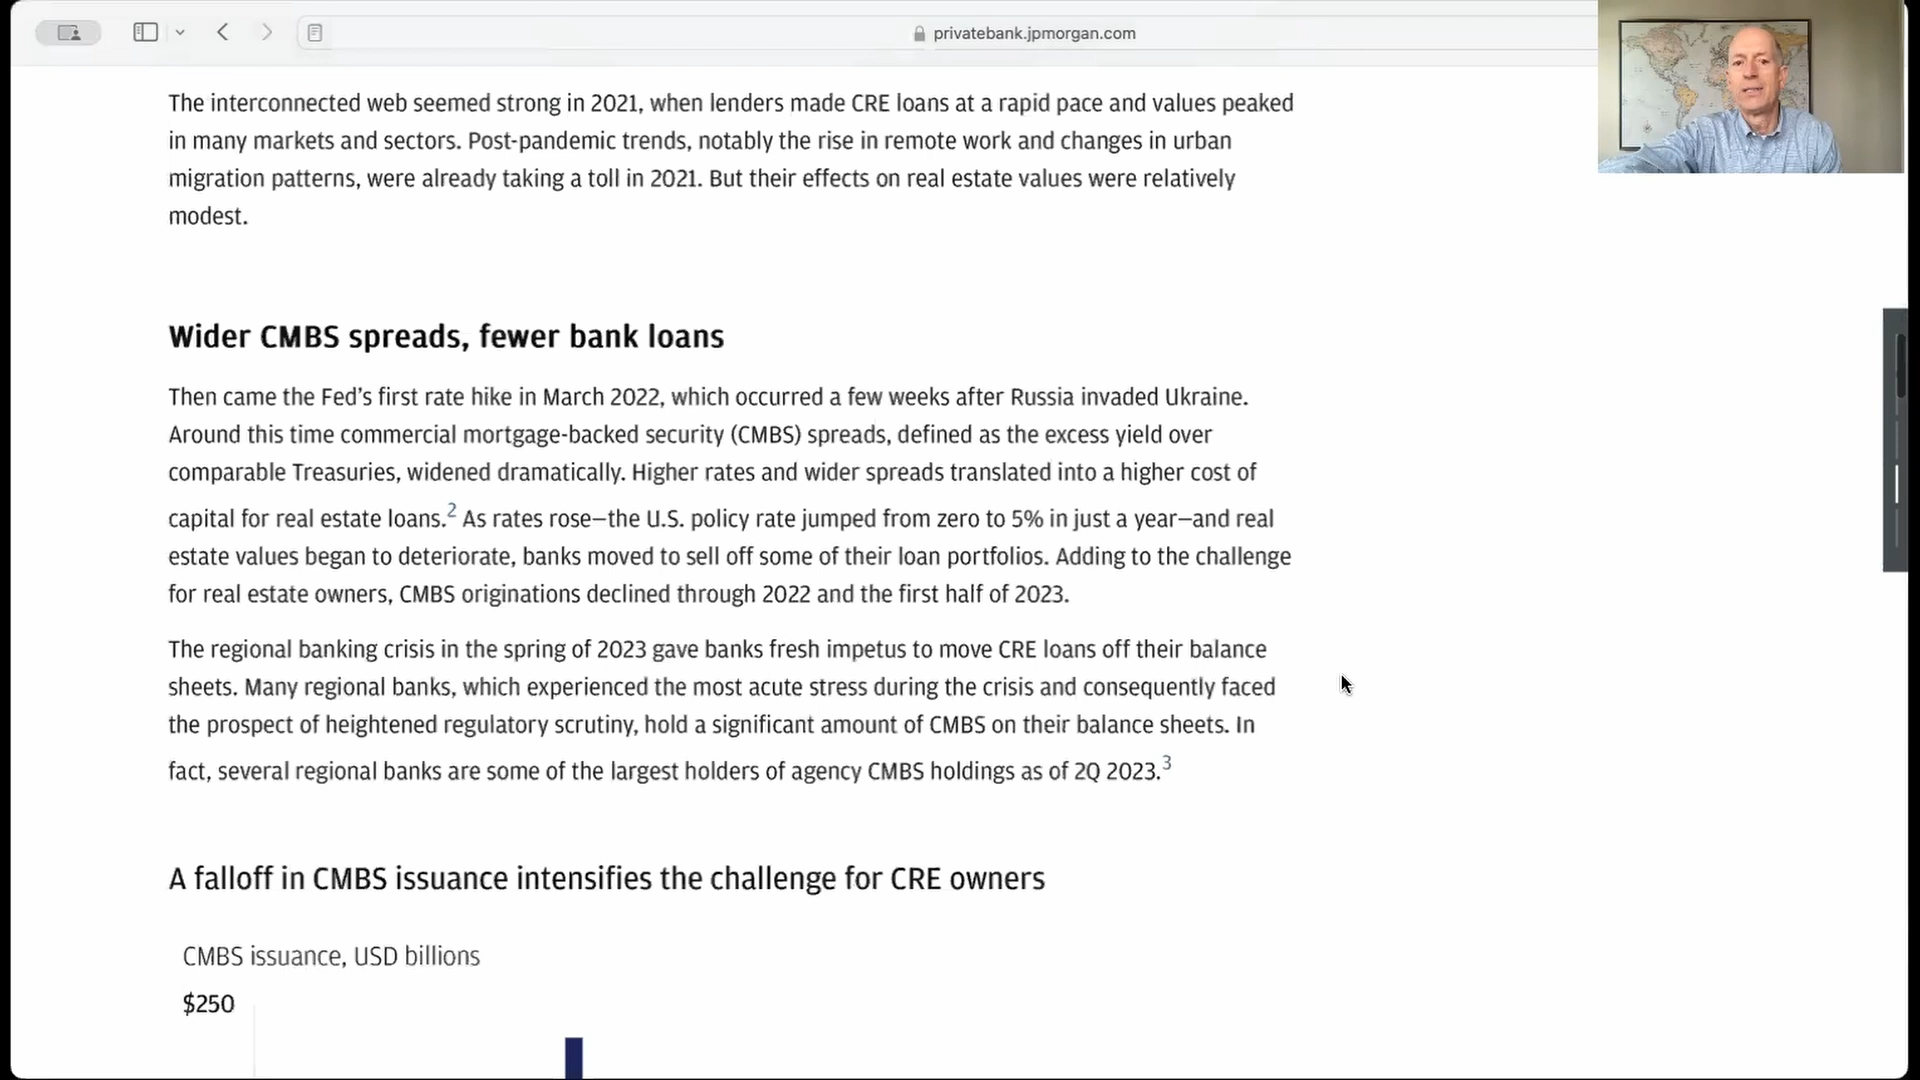 privatebank.jpmorgan.com
The interconnected web seemed strong in 2021, when lenders made CRE loans at a rapid pace and values peaked
in many markets and sectors. Post-pandemic trends, notably the rise in remote work and changes in urban
migration patterns, were already taking a toll in 2021. But their effects on real estate values were relatively
modest.
Wider CMBS spreads, fewer bank loans
Then came the Fed’s first rate hike in March 2022, which occurred a few weeks after Russia invaded Ukraine.
Around this time commercial mortgage-backed security (CMBS) spreads, defined as the excess yield over
comparable Treasuries, widened dramatically. Higher rates and wider spreads translated into a higher cost of
capital for real estate loans.2 As rates rose—the U.S. policy rate jumped from zero to 5% in just a year—and real
estate values began to deteriorate, banks moved to sell off some of their loan portfolios. Adding to the challenge
for real estate owners, CMBS originations declined through 2022 and the first half of 2023.
The regional banking crisis in the spring of 2023 gave banks fresh impetus to move CRE loans off their balance
sheets. Many regional banks, which experienced the most acute stress during the crisis and consequently faced
the prospect of heightened regulatory scrutiny, hold a significant amount of CMBS on their balance sheets. In
fact, several regional banks are some of the largest holders of agency CMBS holdings as of 2Q 2023.3
A falloff in CMBS issuance intensifies the challenge for CRE owners
CMBS issuance, USD billions
$250